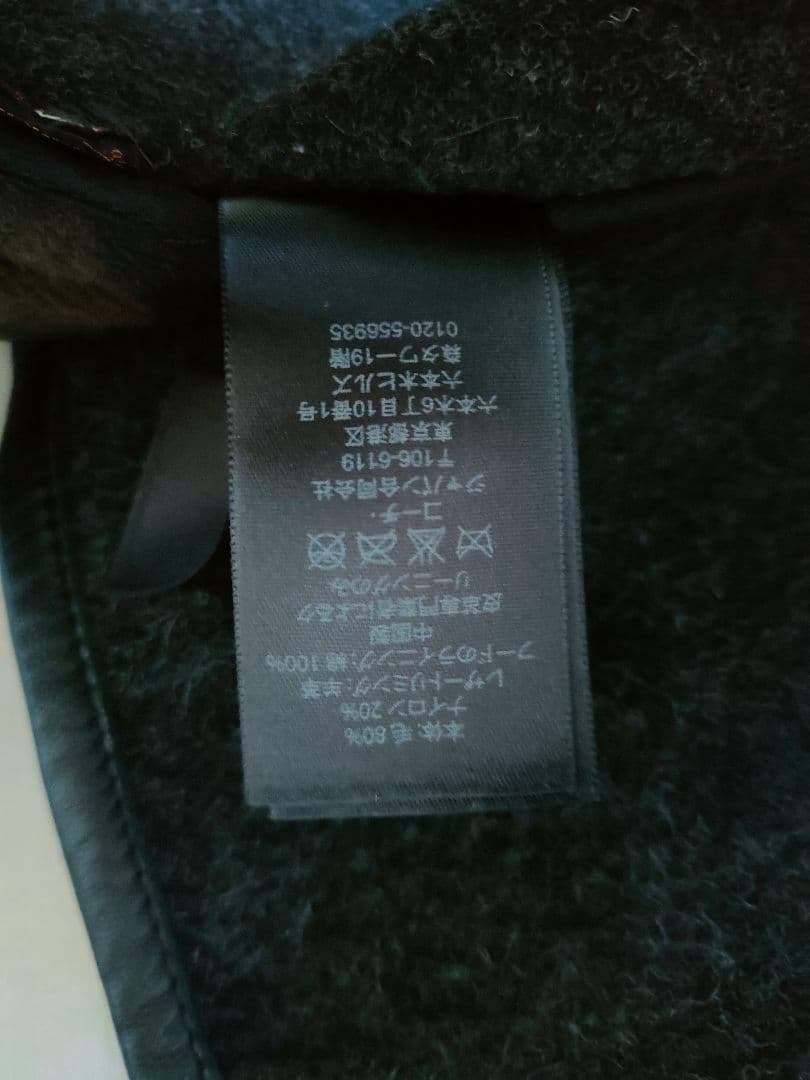 本体:毛 80%
ナイロン 20%
レザートリミング:羊革
フードのライニング:綿 100%
中国製
皮革専門業者によるク
リーニングのみ
コーチ・
ジャパン合同会社
〒106-6119
東京都港区
六本木6丁目10番1号
六本木ヒルズ
森タワー19階
0120-556935